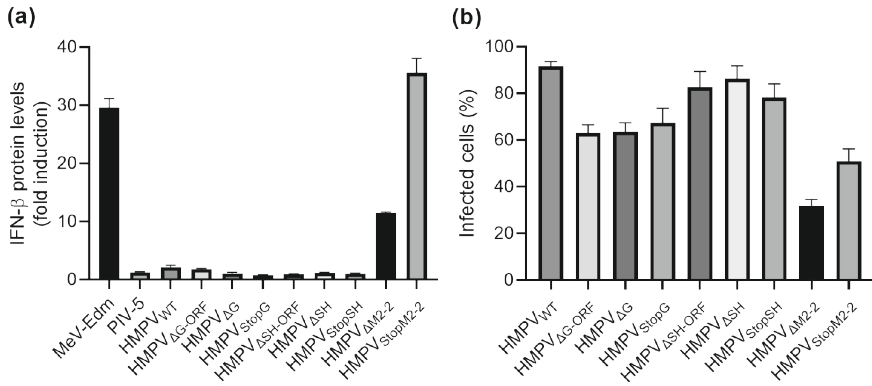 (a)
IFN-β protein levels
(fold induction)
40
30
20
10
0
MeV-Edm
PIV-5
HMPVWT
HMPVΔG-ORF
HMPVΔG
HMPVStopG
HMPVΔSH-ORF
HMPVΔSH
HMPVStopSH
HMPVΔM2-2
HMPVStopM2-2
(b)
Infected cells (%)
100
80
60
40
20
0
HMPVWT
HMPVΔG-ORF
HMPVΔG
HMPVStopG
HMPVΔSH-ORF
HMPVΔSH
HMPVStopSH
HMPVΔM2-2
HMPVStopM2-2